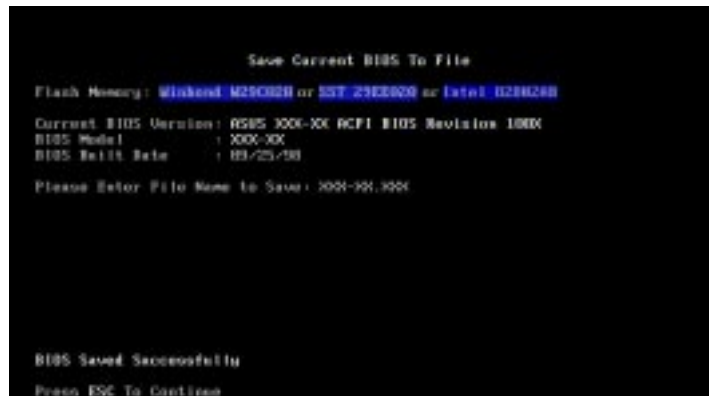 Save Current BIOS To File
Flash Memory: Winbond W29C020 or SST 29EE020 or Intel
Current BIOS Version: ASUS XXX-XX ACPI BIOS Revision 100X
BIOS Model : XXX-XX
BIOS Built Date : 09/25/98
Please Enter File Name to Save: XXX-XX.XXX
BIOS Saved Successfully
Press ESC To Continue